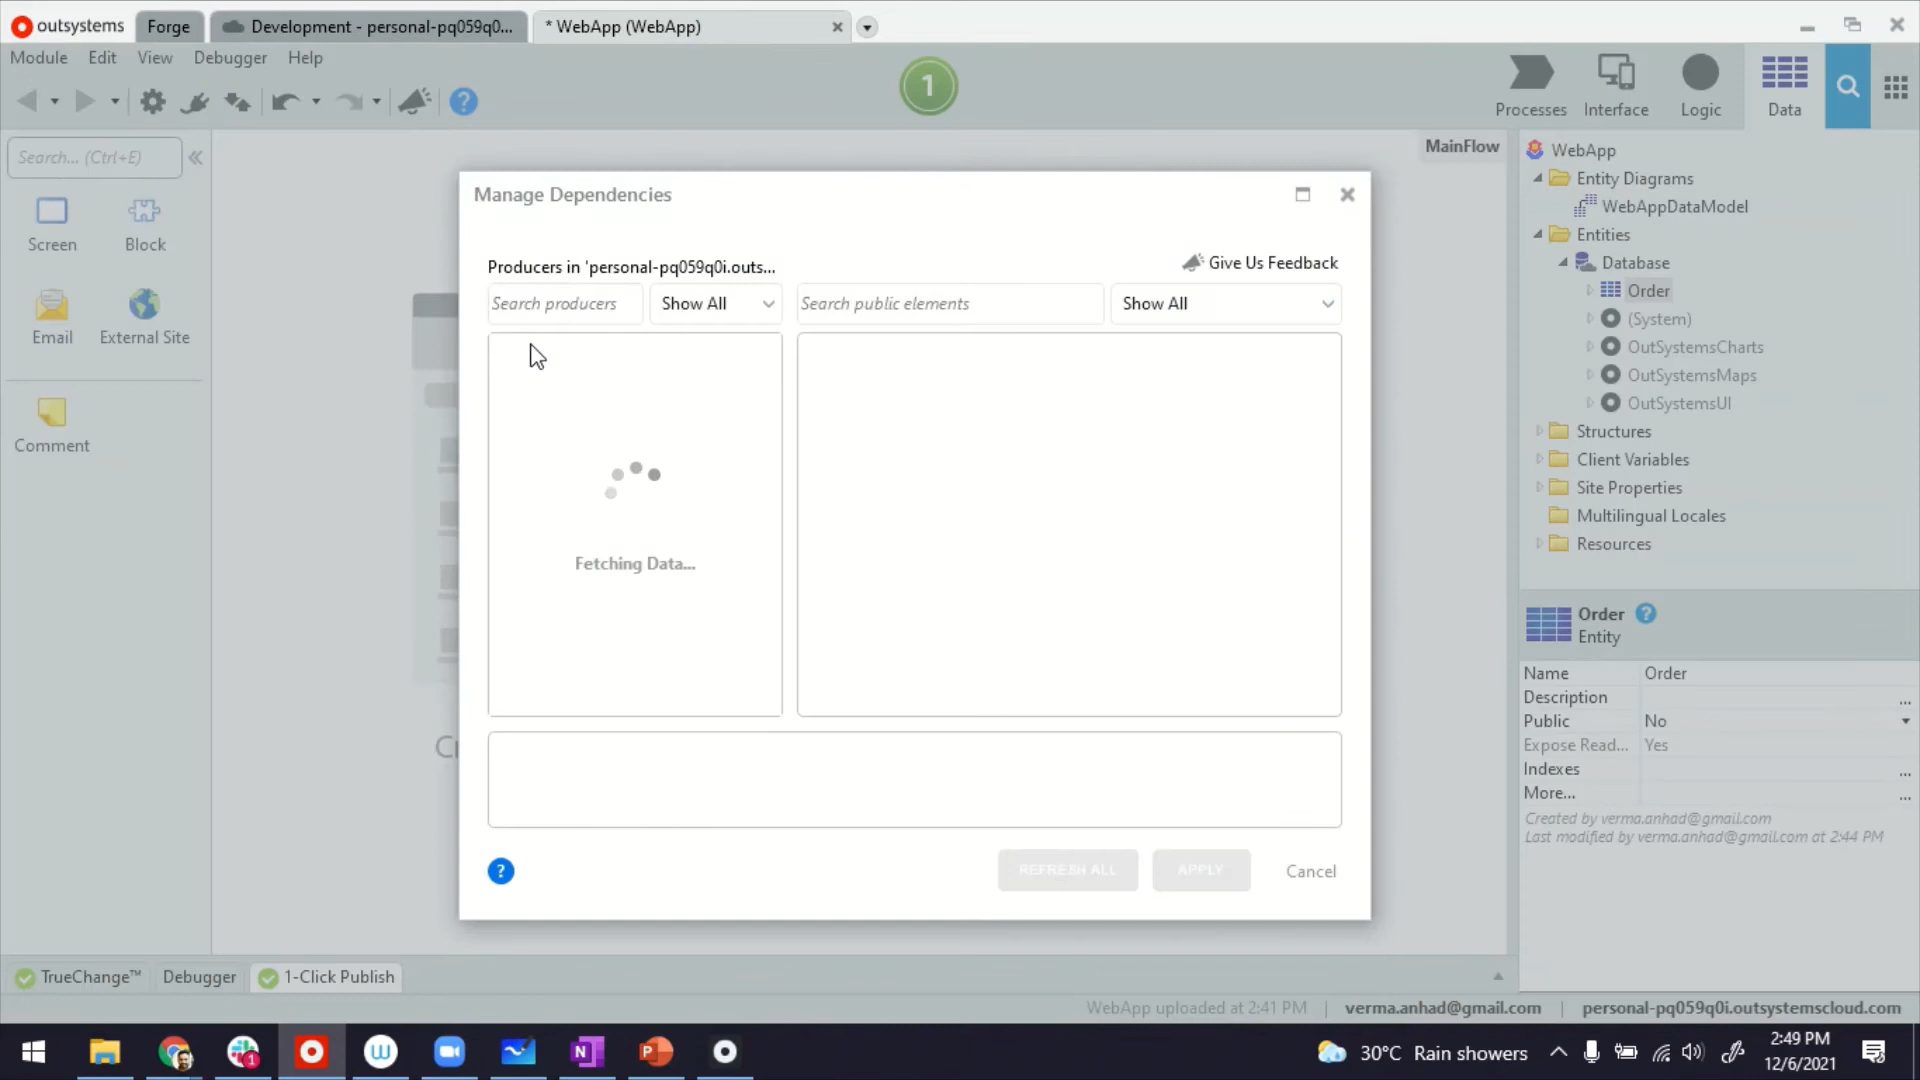 outsystems
Forge
Development - personal-pq059q0...
* WebApp (WebApp)
Module
Edit
View
Debugger
Help
1
Processes
Interface
Logic
Data
Search... (Ctrl+E)
Screen
Block
Email
External Site
Comment
MainFlow
Manage Dependencies
Producers in 'personal-pq059q0i.outs...
Give Us Feedback
Search producers
Show All
Search public elements
Show All
Fetching Data...
REFRESH ALL
APPLY
Cancel
WebApp
Entity Diagrams
WebAppDataModel
Entities
Database
Order
(System)
OutSystemsCharts
OutSystemsMaps
OutSystemsUI
Structures
Client Variables
Site Properties
Multilingual Locales
Resources
Order
Entity
Name Order
Description ...
Public No
Expose Read... Yes
Indexes ...
More... ...
Created by verma.anhad@gmail.com
Last modified by verma.anhad@gmail.com at 2:44 PM
TrueChange™
Debugger
1-Click Publish
WebApp uploaded at 2:41 PM | verma.anhad@gmail.com | personal-pq059q0i.outsystemscloud.com
30°C Rain showers
2:49 PM
12/6/2021